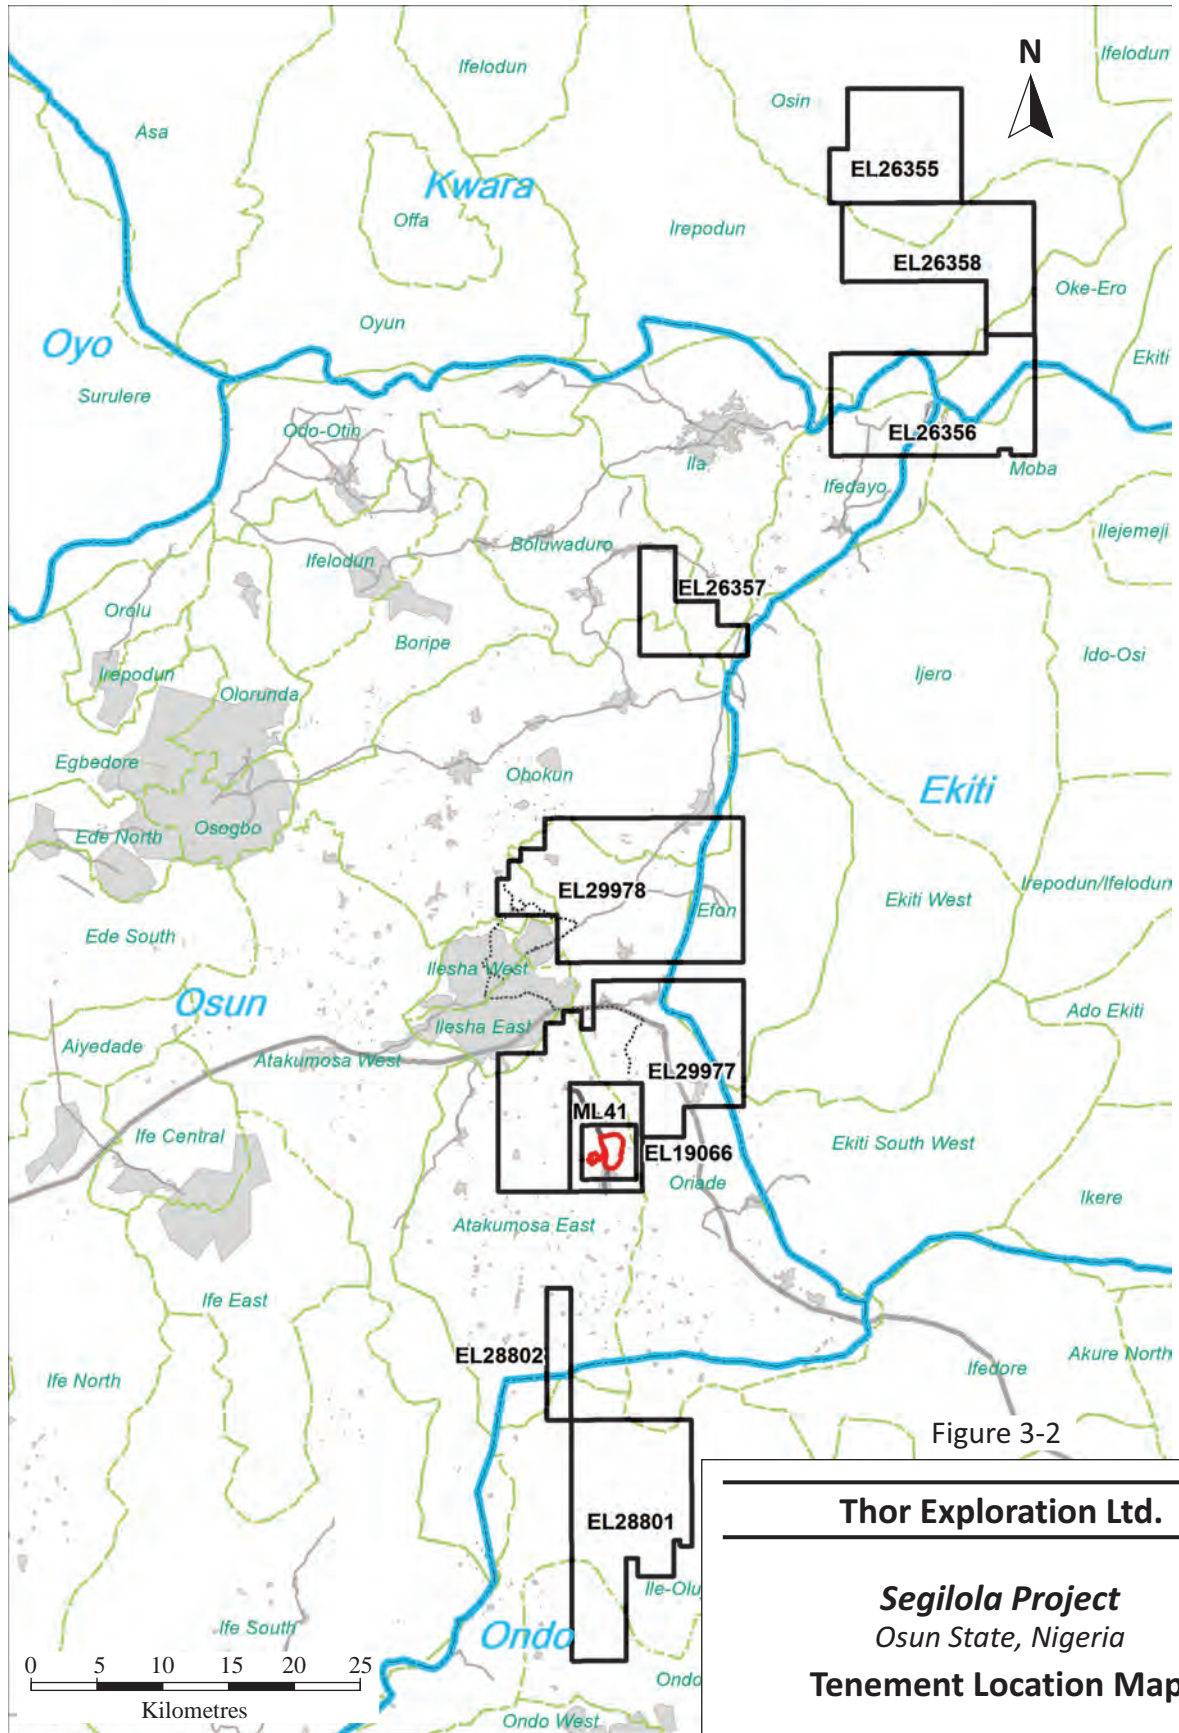 N
Ifelodun
Ifelodun
Osin
Asa
EL26355
Kwara
Offa
Irepodun
EL26358
Oke-Ero
Oyun
Oyo
Ekiti
Surulere
Odo-Otin
EL26356
Ila
Moba
Ifedayo
Ilejemeji
Boluwaduro
Ifelodun
EL26357
Orolu
Boripe
Ido-Osi
Irepodun
Ijero
Olorunda
Egbedore
Obokun
Ekiti
Ede North
Osogbo
EL29978
Irepodun/Ifelodun
Ekiti West
Efon
Ede South
Ilesha West
Osun
Ado Ekiti
Ilesha East
Aiyedade
Atakumosa West
EL29977
ML41
Ife Central
Ekiti South West
EL19066
Oriade
Ikere
Atakumosa East
Ife East
EL28802
Akure North
Ifedore
Ife North
Figure 3-2
Thor Exploration Ltd.
EL28801
Ile-Oluj
Segilola Project
Ife South
Ondo
Osun State, Nigeria
0 5 10 15 20 25
Kilometres
Ondo
Tenement Location Map
Ondo West